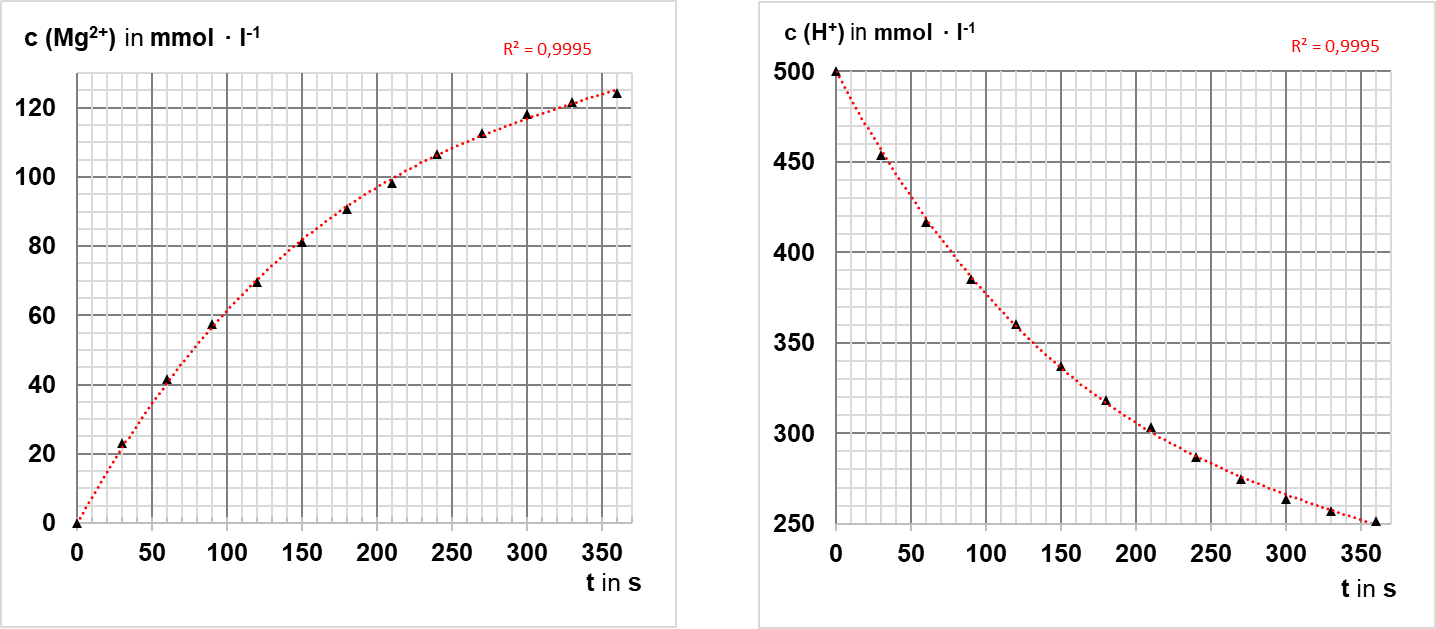 c (Mg²⁺) in mmol · l⁻¹
R² = 0,9995
120
100
80
60
40
20
0
0 50 100 150 200 250 300 350
t in s
c (H⁺) in mmol · l⁻¹
R² = 0,9995
500
450
400
350
300
250
0 50 100 150 200 250 300 350
t in s